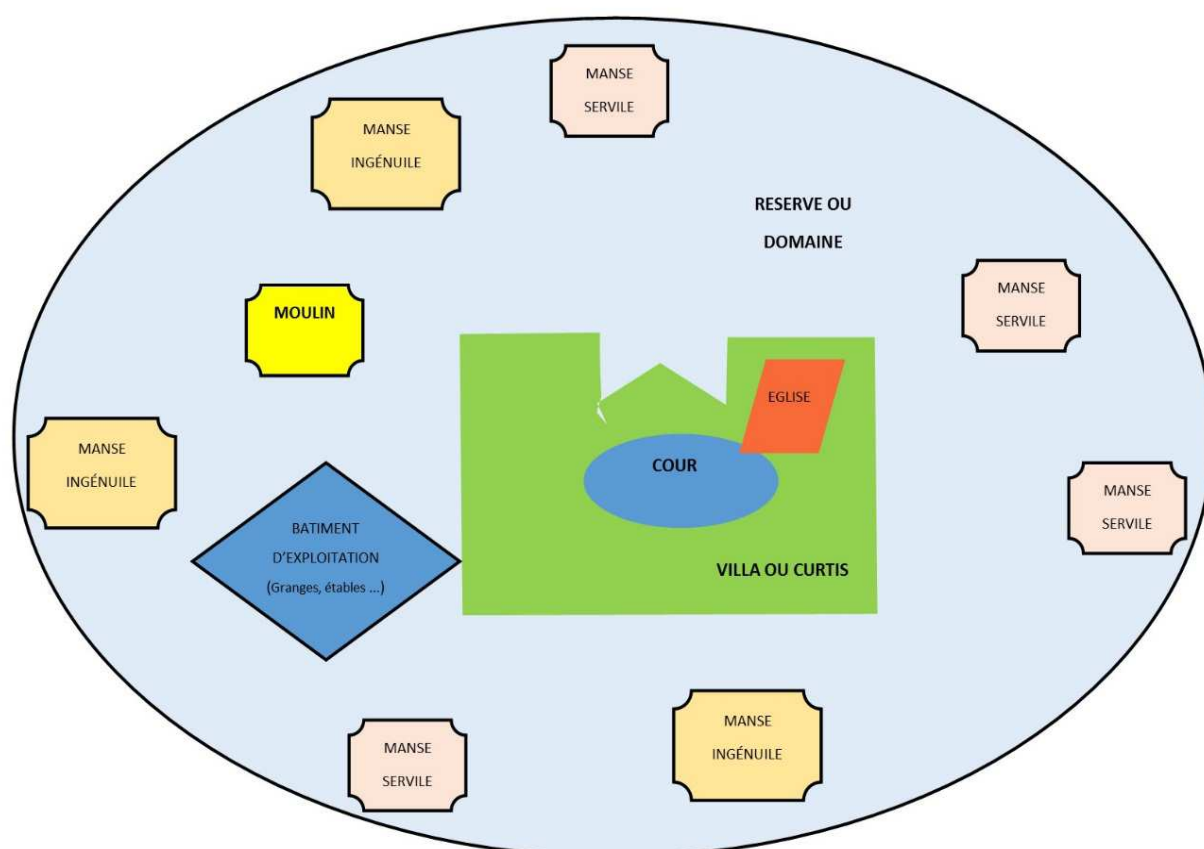 MANSE
SERVILE
MANSE
INGÉNUILE
RESERVE OU
DOMAINE
MANSE
SERVILE
MOULIN
EGLISE
MANSE
INGÉNUILE
COUR
MANSE
SERVILE
BATIMENT
D’EXPLOITATION
(Granges, étables ...)
VILLA OU CURTIS
MANSE
INGÉNUILE
MANSE
SERVILE